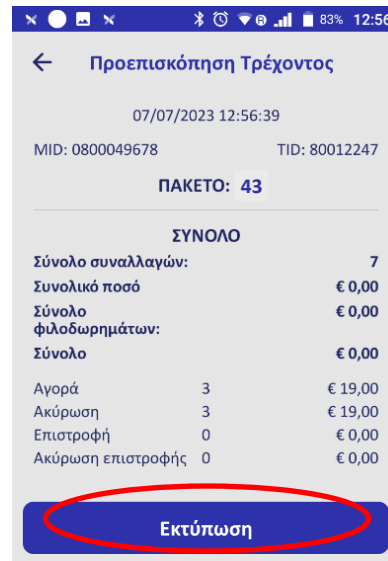 83% 12:56
Προεπισκόπηση Τρέχοντος
07/07/2023 12:56:39
MID: 0800049678 TID: 80012247
ΠΑΚΕΤΟ: 43
ΣΥΝΟΛΟ
Σύνολο συναλλαγών: 7
Συνολικό ποσό € 0,00
Σύνολο € 0,00
φιλοδωρημάτων:
Σύνολο € 0,00
Αγορά 3 € 19,00
Ακύρωση 3 € 19,00
Επιστροφή 0 € 0,00
Ακύρωση επιστροφής 0 € 0,00
Εκτύπωση